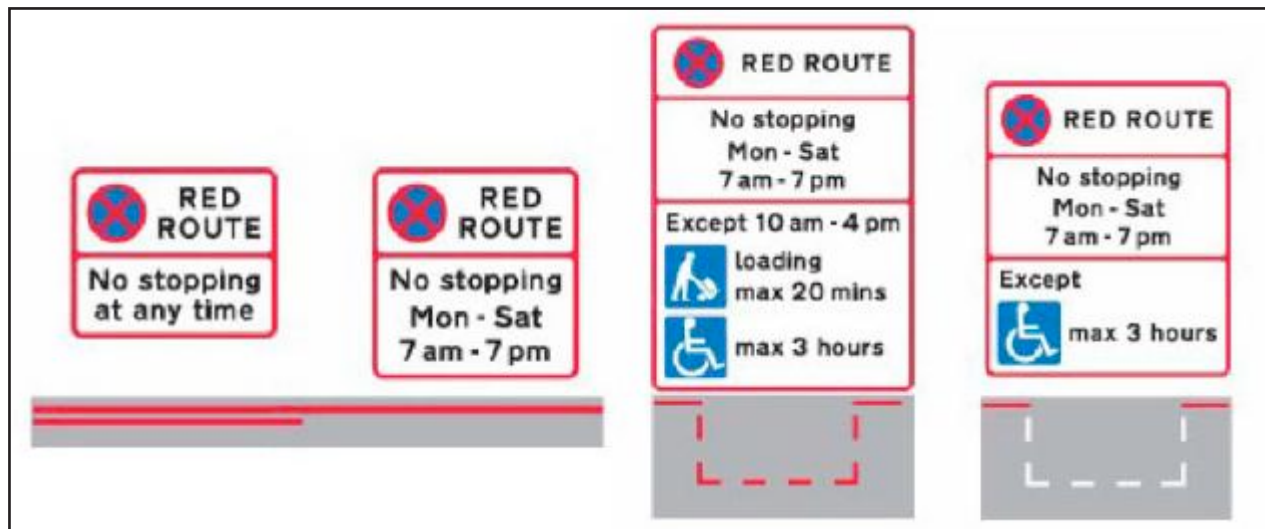 RED
ROUTE
No stopping
at any time
RED
ROUTE
No stopping
Mon - Sat
7 am - 7 pm
RED ROUTE
No stopping
Mon - Sat
7 am - 7 pm
Except 10 am - 4 pm
loading
max 20 mins
max 3 hours
RED ROUTE
No stopping
Mon - Sat
7 am - 7 pm
Except
max 3 hours